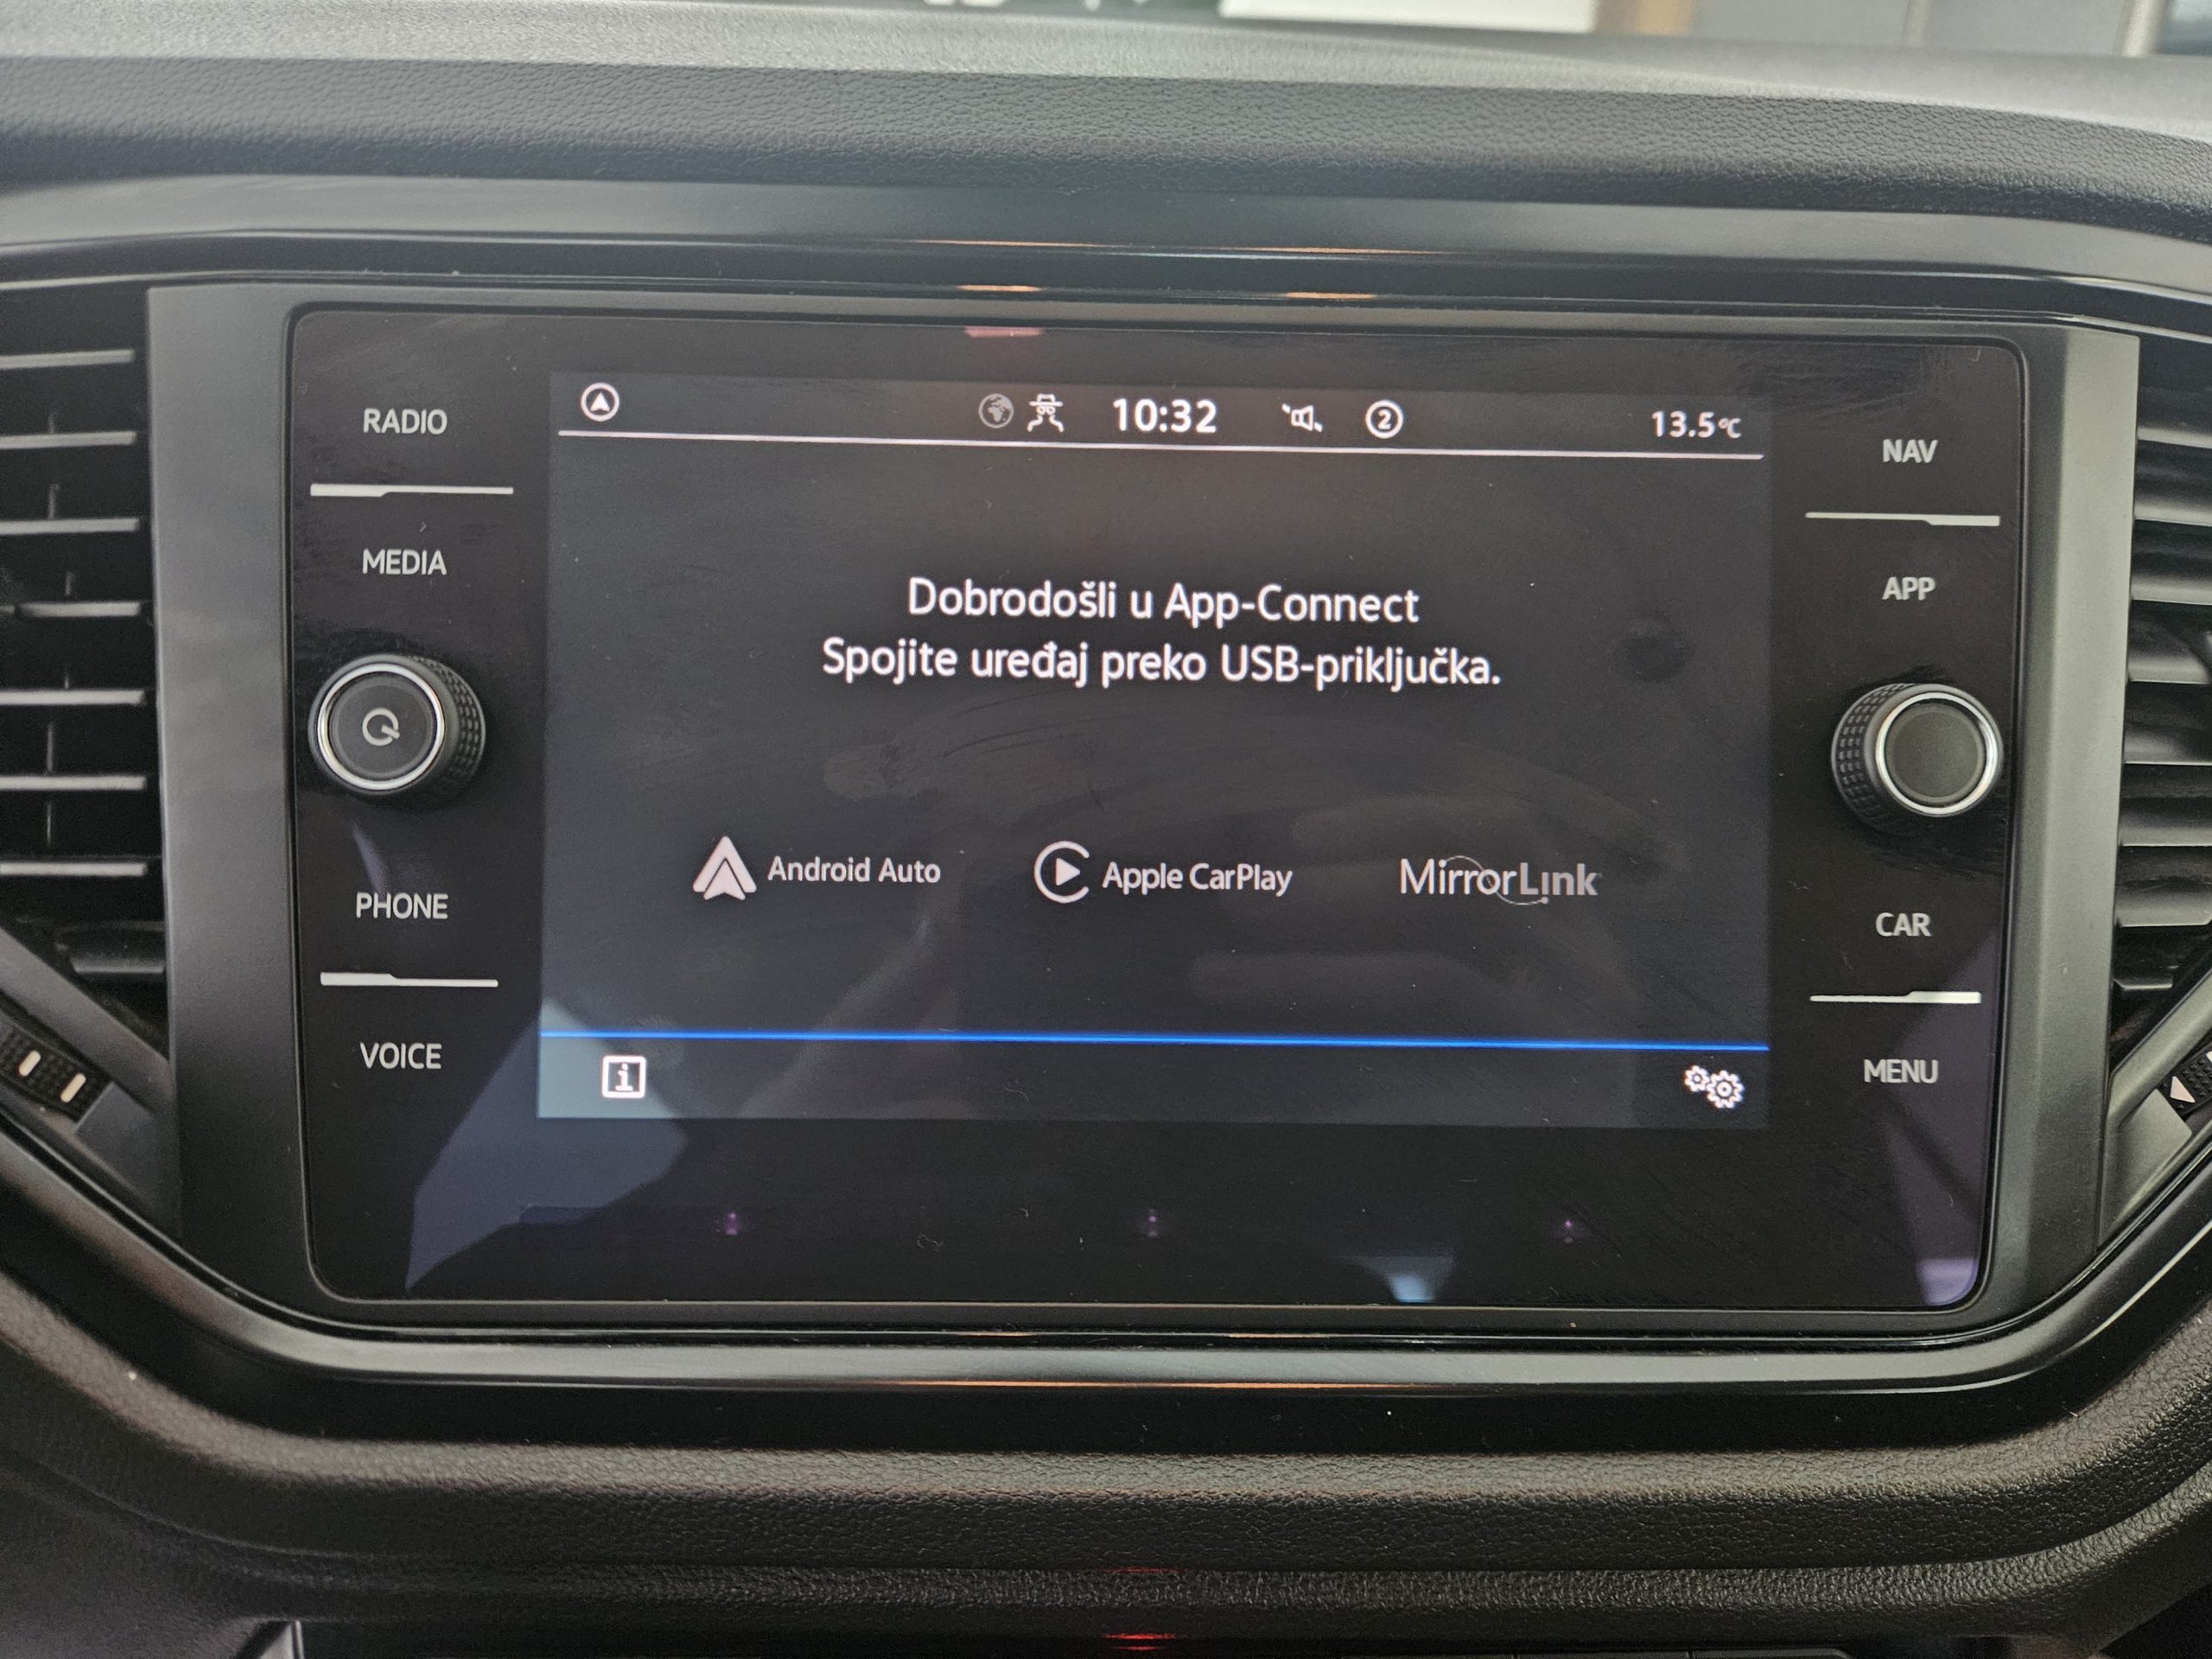 RADIO
MEDIA
PHONE
VOICE
10:32
2
13.5°C
Dobrodošli u App-Connect
Spojite uređaj preko USB-priključka.
Android Auto
Apple CarPlay
MirrorLink
i
NAV
APP
CAR
MENU